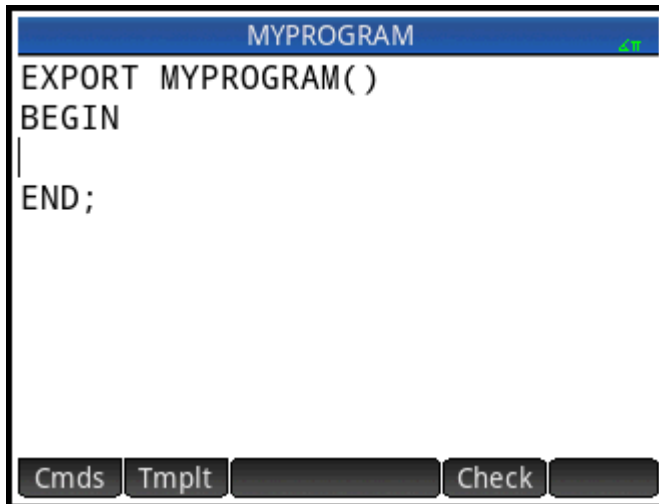 MYPROGRAM
∡π
EXPORT MYPROGRAM()
BEGIN
END;
Cmds Tmplt Check